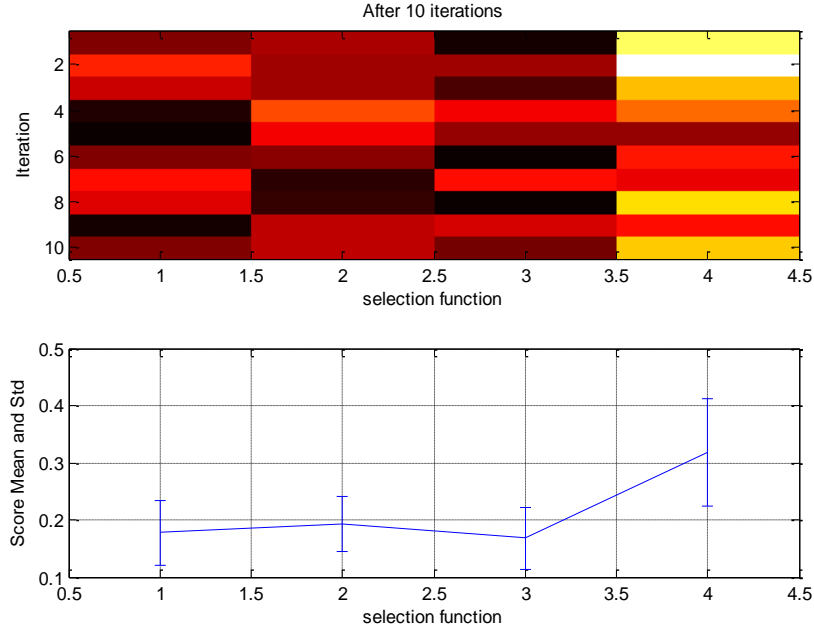 After 10 iterations
Iteration
2
4
6
8
10
0.5 1 1.5 2 2.5 3 3.5 4 4.5
selection function
Score Mean and Std
0.5
0.4
0.3
0.2
0.1
0.5 1 1.5 2 2.5 3 3.5 4 4.5
selection function